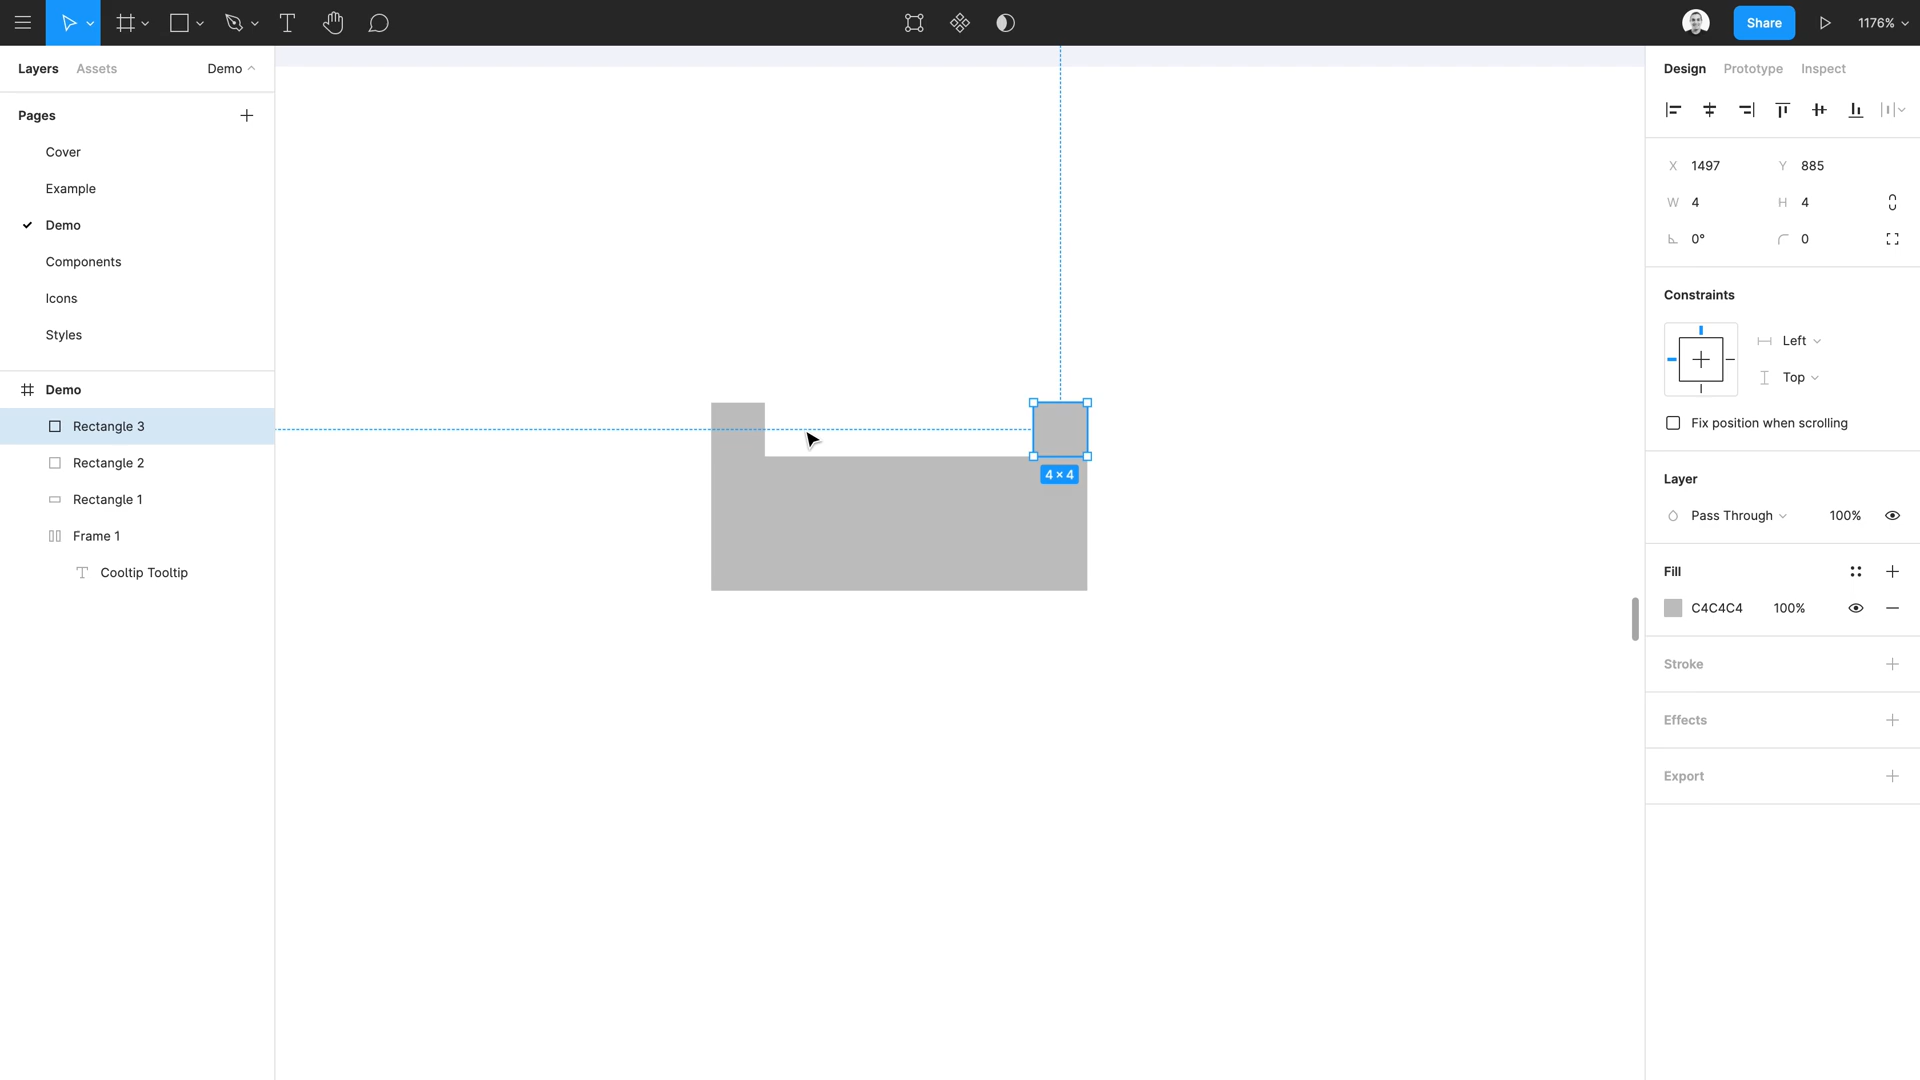 Share
1176%
Layers
Assets
Demo
Pages
Cover
Example
Demo
Components
Icons
Styles
Demo
Rectangle 3
Rectangle 2
Rectangle 1
Frame 1
Cooltip Tooltip
4 × 4
Design
Prototype
Inspect
X 1497
Y 885
W 4
H 4
0°
0
Constraints
Left
Top
Fix position when scrolling
Layer
Pass Through
100%
Fill
C4C4C4
100%
Stroke
Effects
Export